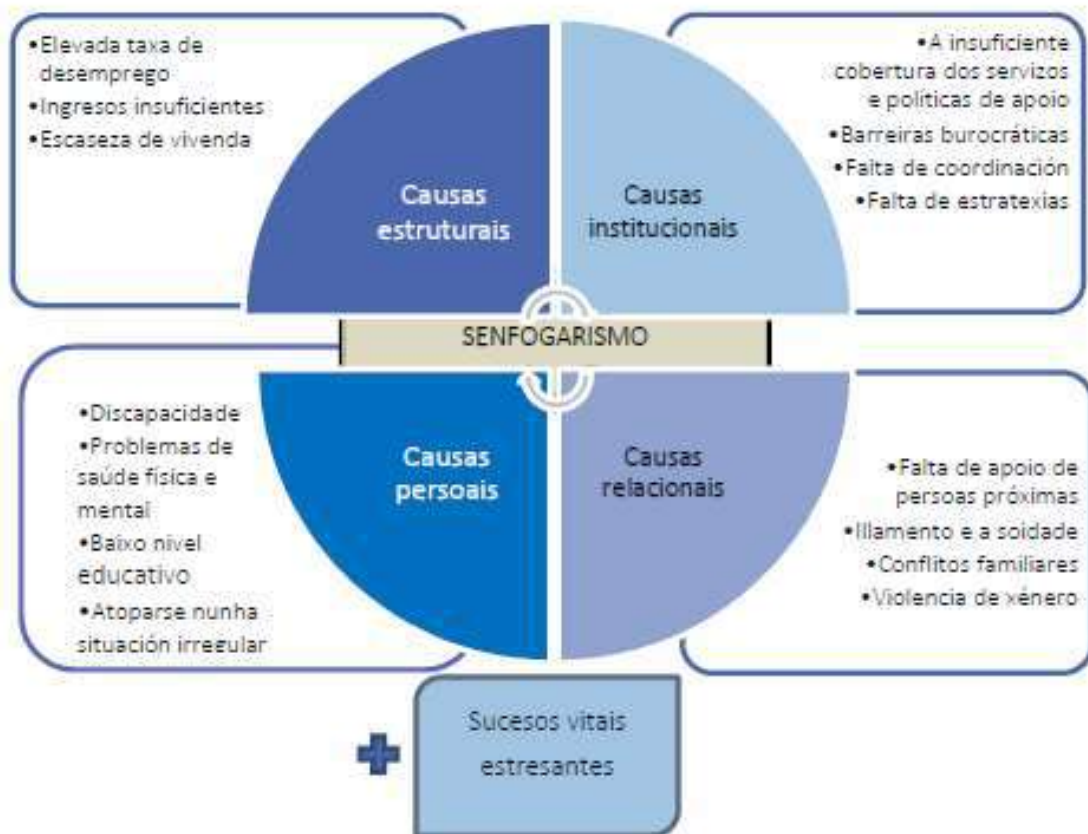 •Elevada taxa de
desemprego
•Ingresos insuficientes
•Escaseza de vivenda
Causas
estruturais
•A insuficiente
cobertura dos servizos
e políticas de apoio
•Barreiras burocráticas
•Falta de coordinación
•Falta de estratexias
Causas
institucionais
SENFOGARISMO
•Discapacidade
•Problemas de
saúde física e
mental
•Baixo nivel
educativo
•Atoparse nunha
situación irregular
Causas
persoais
Causas
relacionais
•Falta de apoio de
persoas próximas
•Illamento e a soidade
•Conflitos familiares
•Violencia de xénero
Sucesos vitais
estresantes